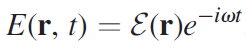 E(r, t) = ℰ(r)e^{−iωt}